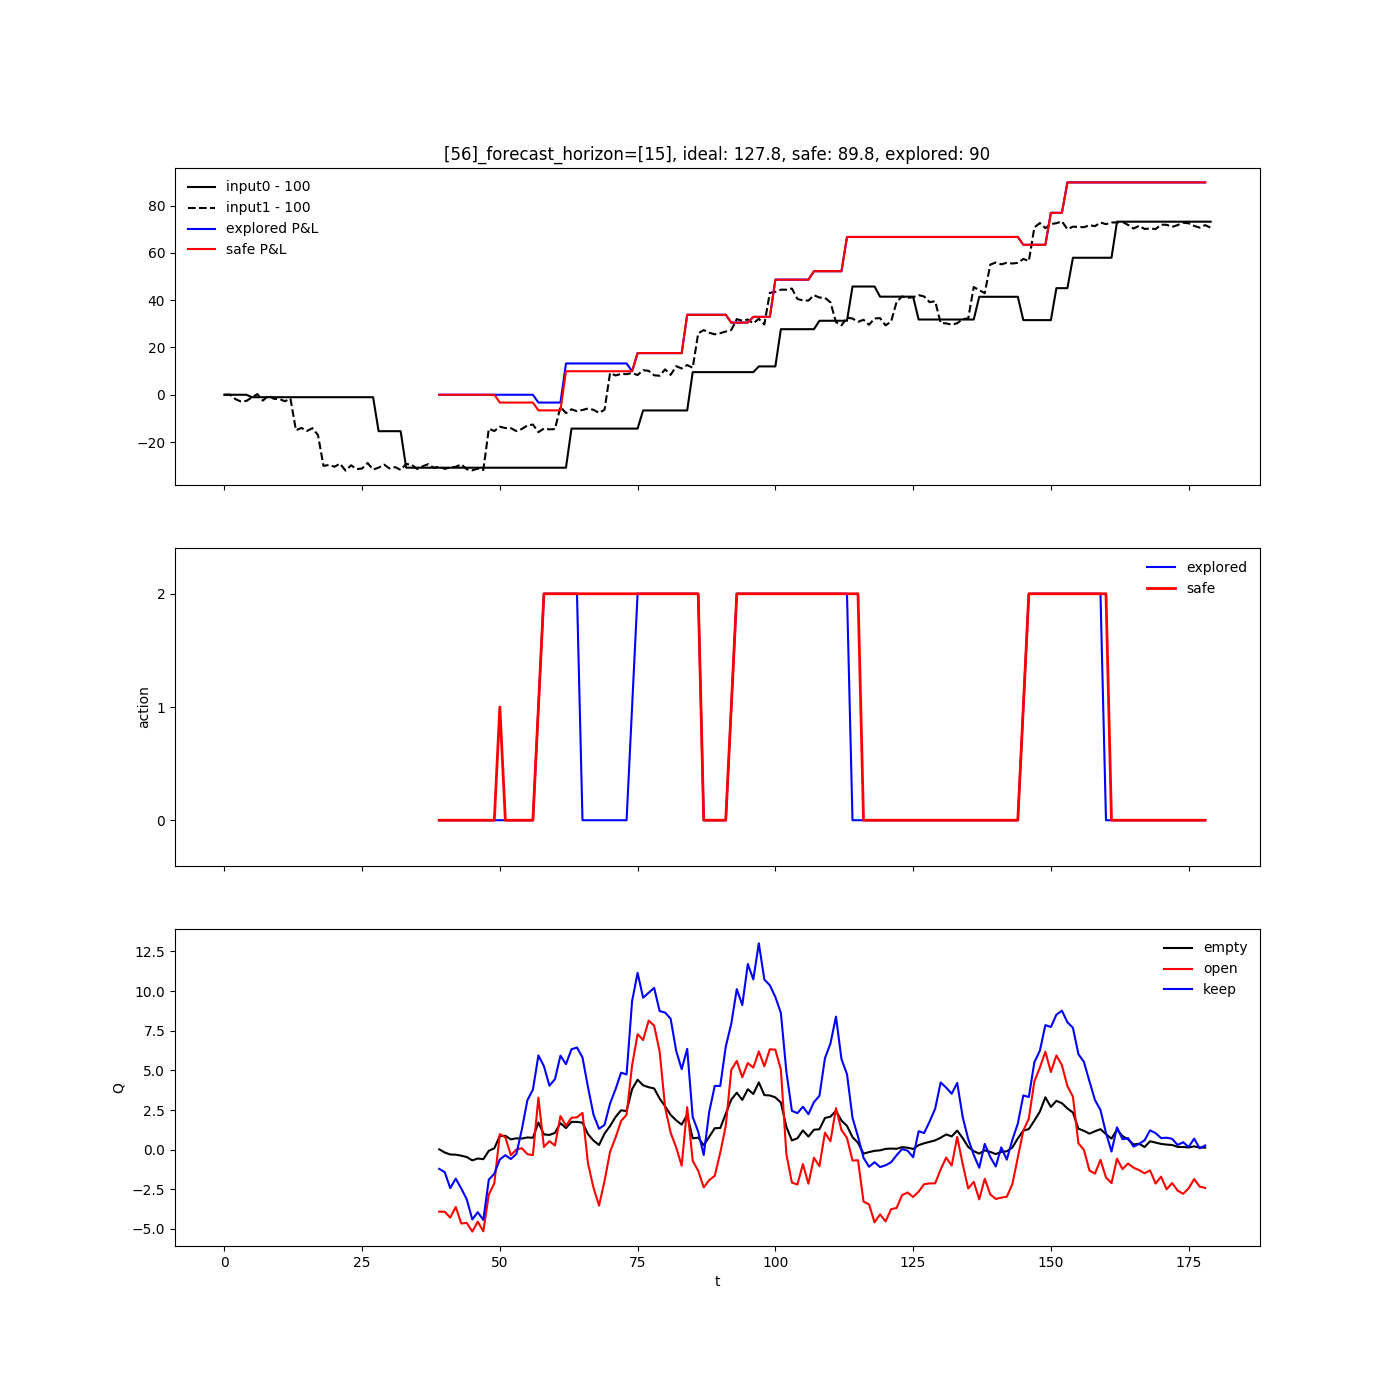 [56]_forecast_horizon=[15], ideal: 127.8, safe: 89.8, explored: 90
input0 - 100
input1 - 100
explored P&L
safe P&L
80
60
40
20
0
−20
explored
safe
2
1
0
action
empty
open
keep
12.5
10.0
7.5
5.0
2.5
0.0
−2.5
−5.0
Q
0 25 50 75 100 125 150 175
t